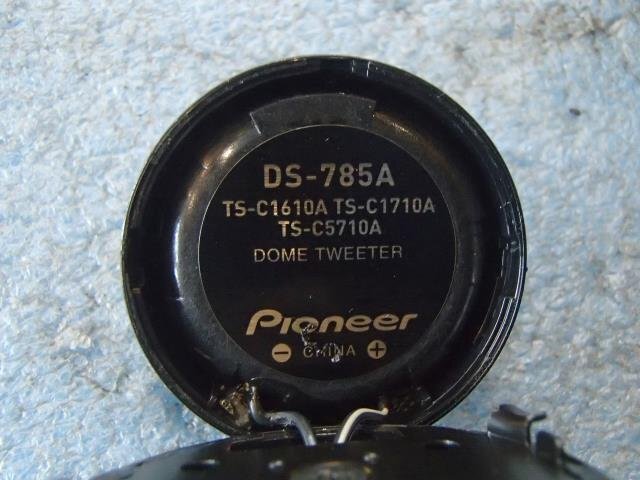 DS-785A
TS-C1610A TS-C1710A
TS-C5710A
DOME TWEETER
Pioneer
− CHINA +